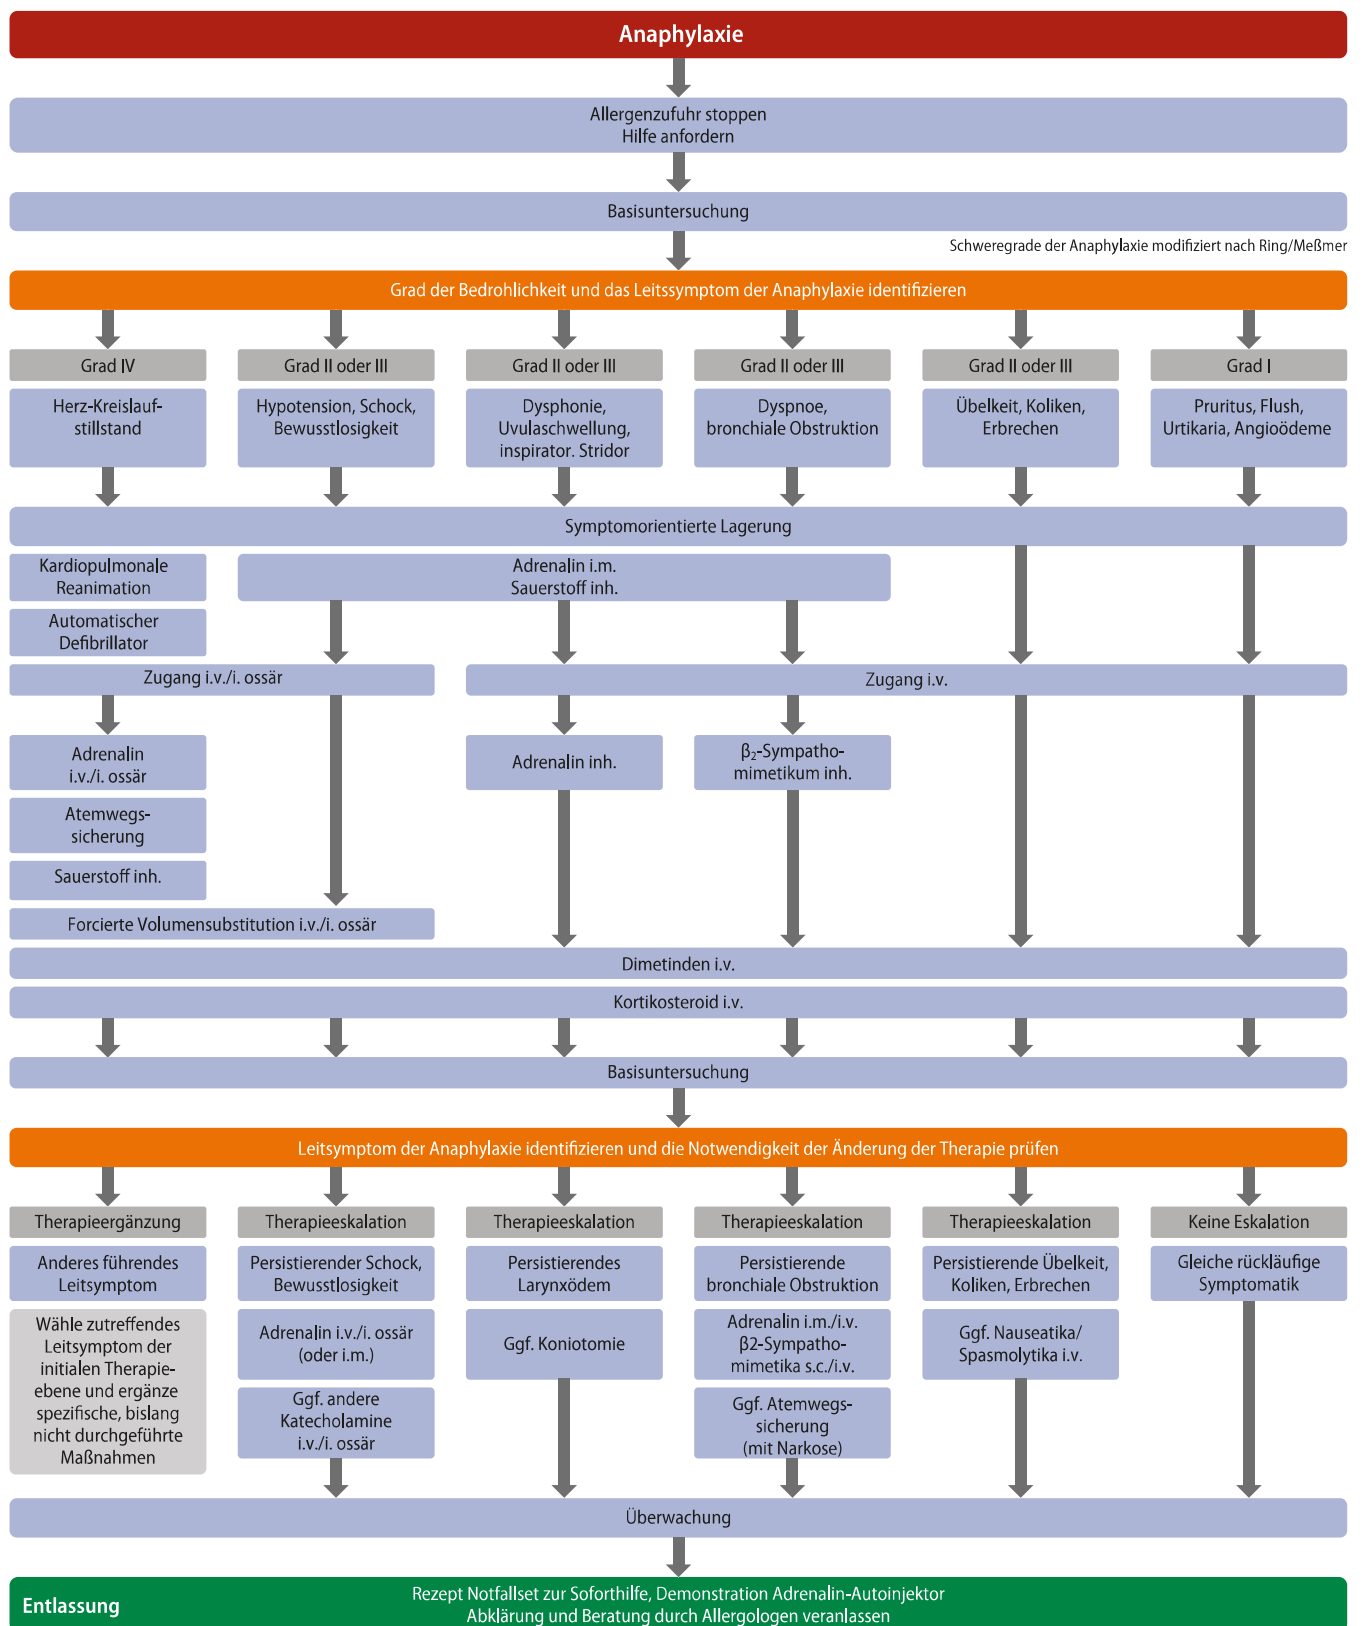 Anaphylaxie
Allergenzufuhr stoppen
Hilfe anfordern
Basisuntersuchung
Schweregrade der Anaphylaxie modifiziert nach Ring/Meßmer
Grad der Bedrohlichkeit und das Leitssymptom der Anaphylaxie identifizieren
Grad IV
Grad II oder III
Grad II oder III
Grad II oder III
Grad II oder III
Grad I
Herz-Kreislauf-
stillstand
Hypotension, Schock,
Bewusstlosigkeit
Dysphonie,
Uvulaschwellung,
inspirator. Stridor
Dyspnoe,
bronchiale Obstruktion
Übelkeit, Koliken,
Erbrechen
Pruritus, Flush,
Urtikaria, Angioödeme
Symptomorientierte Lagerung
Kardiopulmonale
Reanimation
Adrenalin i.m.
Sauerstoff inh.
Automatischer
Defibrillator
Zugang i.v./i. ossär
Zugang i.v.
Adrenalin
i.v./i. ossär
Adrenalin inh.
β₂-Sympatho-
mimetikum inh.
Atemwegs-
sicherung
Sauerstoff inh.
Forcierte Volumensubstitution i.v./i. ossär
Dimetinden i.v.
Kortikosteroid i.v.
Basisuntersuchung
Leitsymptom der Anaphylaxie identifizieren und die Notwendigkeit der Änderung der Therapie prüfen
Therapieergänzung
Therapieeskalation
Therapieeskalation
Therapieeskalation
Therapieeskalation
Keine Eskalation
Anderes führendes
Leitsymptom
Persistierender Schock,
Bewusstlosigkeit
Persistierendes
Larynxödem
Persistierende
bronchiale Obstruktion
Persistierende Übelkeit,
Koliken, Erbrechen
Gleiche rückläufige
Symptomatik
Wähle zutreffendes
Leitsymptom der
initialen Therapie-
ebene und ergänze
spezifische, bislang
nicht durchgeführte
Maßnahmen
Adrenalin i.v./i. ossär
(oder i.m.)
Ggf. Koniotomie
Adrenalin i.m./i.v.
β2-Sympatho-
mimetika s.c./i.v.
Ggf. Nauseatika/
Spasmolytika i.v.
Ggf. andere
Katecholamine
i.v./i. ossär
Ggf. Atemwegs-
sicherung
(mit Narkose)
Überwachung
Entlassung
Rezept Notfallset zur Soforthilfe, Demonstration Adrenalin-Autoinjektor
Abklärung und Beratung durch Allergologen veranlassen